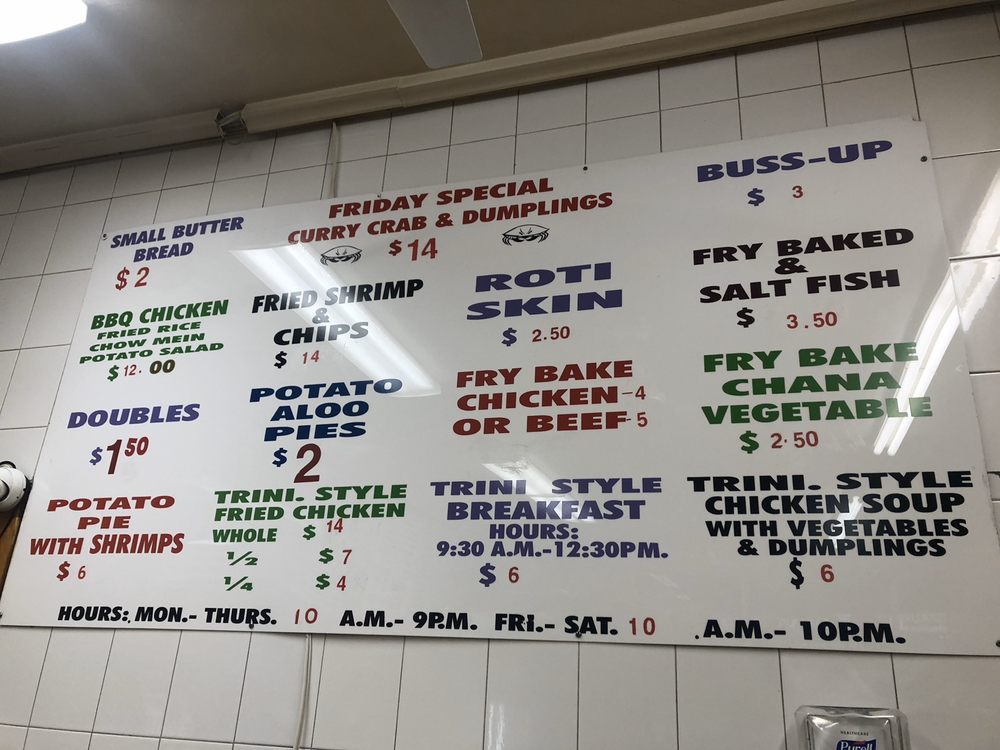 SMALL BUTTER
BREAD
$ 2
FRIDAY SPECIAL
CURRY CRAB & DUMPLINGS
$ 14
BUSS-UP
$ 3
BBQ CHICKEN
FRIED RICE
CHOW MEIN
POTATO SALAD
$ 12.00
FRIED SHRIMP
&
CHIPS
$ 14
ROTI
SKIN
$ 2.50
FRY BAKED
&
SALT FISH
$ 3.50
DOUBLES
$1 50
POTATO
ALOO
PIES
$ 2
FRY BAKE
CHICKEN-4
OR BEEF-5
FRY BAKE
CHANA
VEGETABLE
$ 2.50
POTATO
PIE
WITH SHRIMPS
$ 6
TRINI. STYLE
FRIED CHICKEN
WHOLE $ 14
1/2 $ 7
1/4 $ 4
TRINI STYLE
BREAKFAST
HOURS:
9:30 A.M.-12:30PM.
$ 6
TRINI. STYLE
CHICKEN SOUP
WITH VEGETABLES
& DUMPLINGS
$ 6
HOURS: MON.- THURS. 10 A.M.- 9P.M. FRI.- SAT. 10 A.M.- 10P.M.
HEALTHCARE
Purell